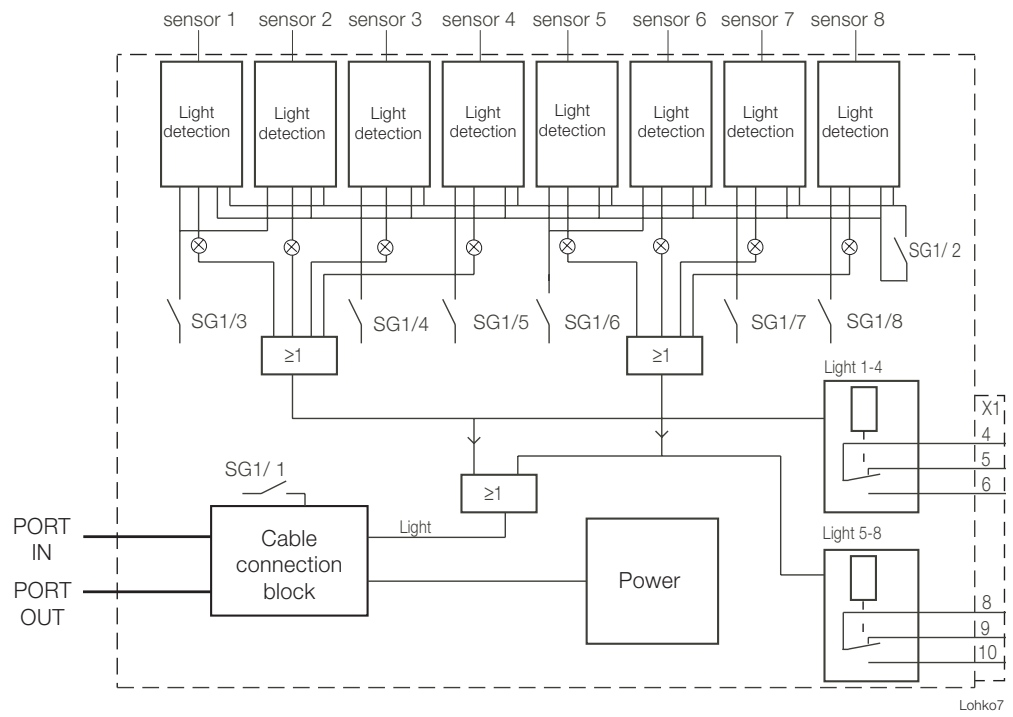 sensor 1 sensor 2 sensor 3 sensor 4 sensor 5 sensor 6 sensor 7 sensor 8
Light
detection
Light
detection
Light
detection
Light
detection
Light
detection
Light
detection
Light
detection
Light
detection
SG1/ 2
SG1/3
SG1/4
SG1/5
SG1/6
SG1/7
SG1/8
≥1
≥1
Light 1-4
X1
4
5
6
SG1/ 1
≥1
PORT
IN
Light
Cable
connection
block
Power
PORT
OUT
Light 5-8
8
9
10
Lohko7